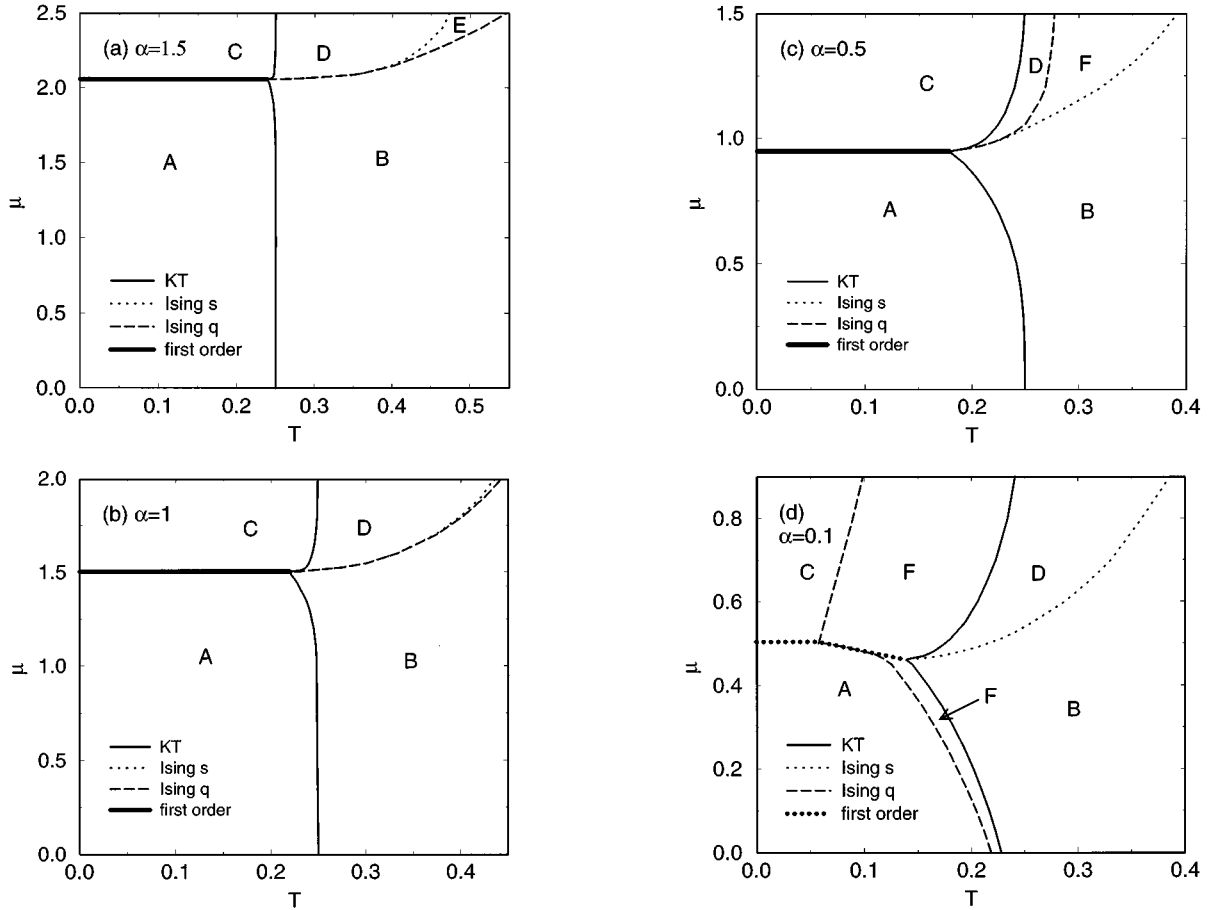 (a) α=1.5
C
D
E
A
B
KT
Ising s
Ising q
first order
2.5
2.0
1.5
1.0
0.5
0.0
μ
0.0 0.1 0.2 0.3 0.4 0.5
T
(c) α=0.5
C
D
F
A
B
KT
Ising s
Ising q
first order
1.5
1.0
0.5
0.0
μ
0.0 0.1 0.2 0.3 0.4
T
(b) α=1
C
D
A
B
KT
Ising s
Ising q
first order
2.0
1.5
1.0
0.5
0.0
μ
0.0 0.1 0.2 0.3 0.4
T
(d)
α=0.1
C
F
D
A
F
B
KT
Ising s
Ising q
first order
0.8
0.6
0.4
0.2
0.0
μ
0.0 0.1 0.2 0.3 0.4
T